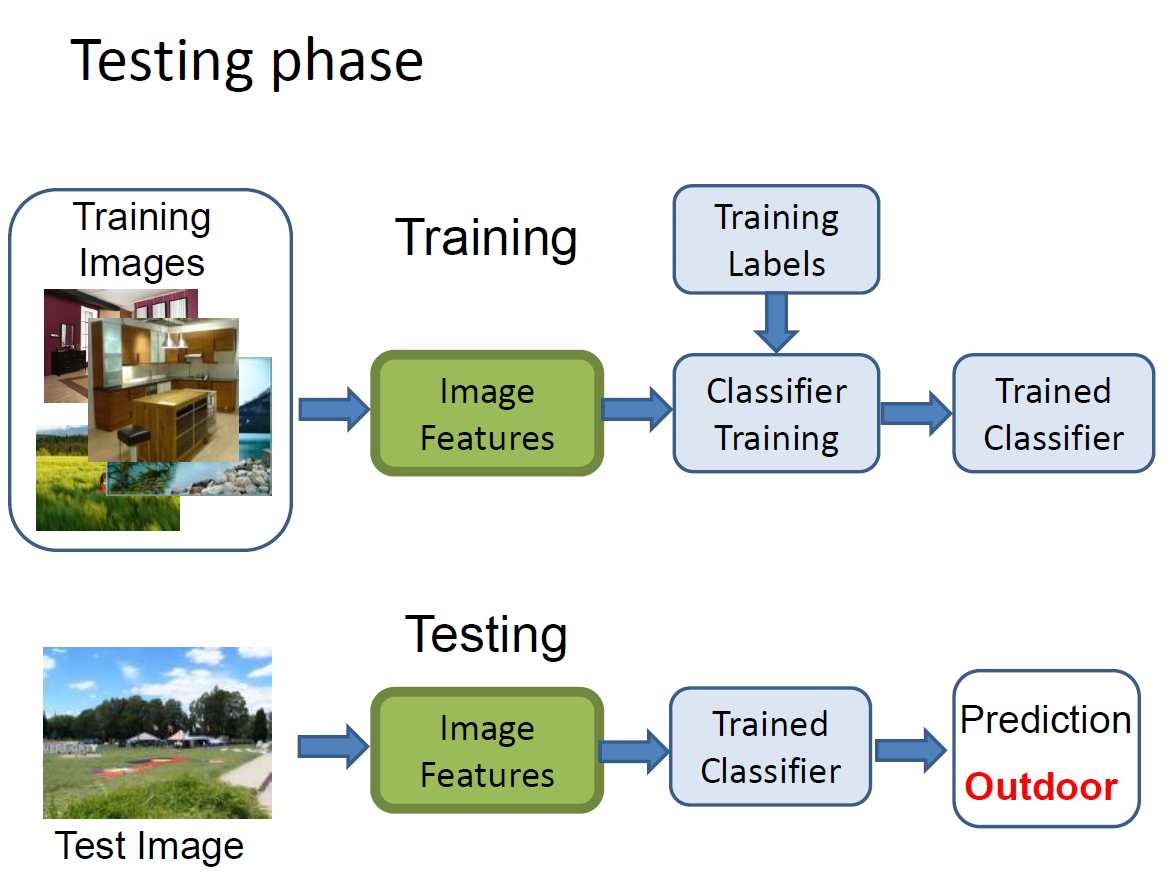 Testing phase
Training
Images
Training
Training
Labels
Image
Features
Classifier
Training
Trained
Classifier
Testing
Image
Features
Trained
Classifier
Prediction
Outdoor
Test Image